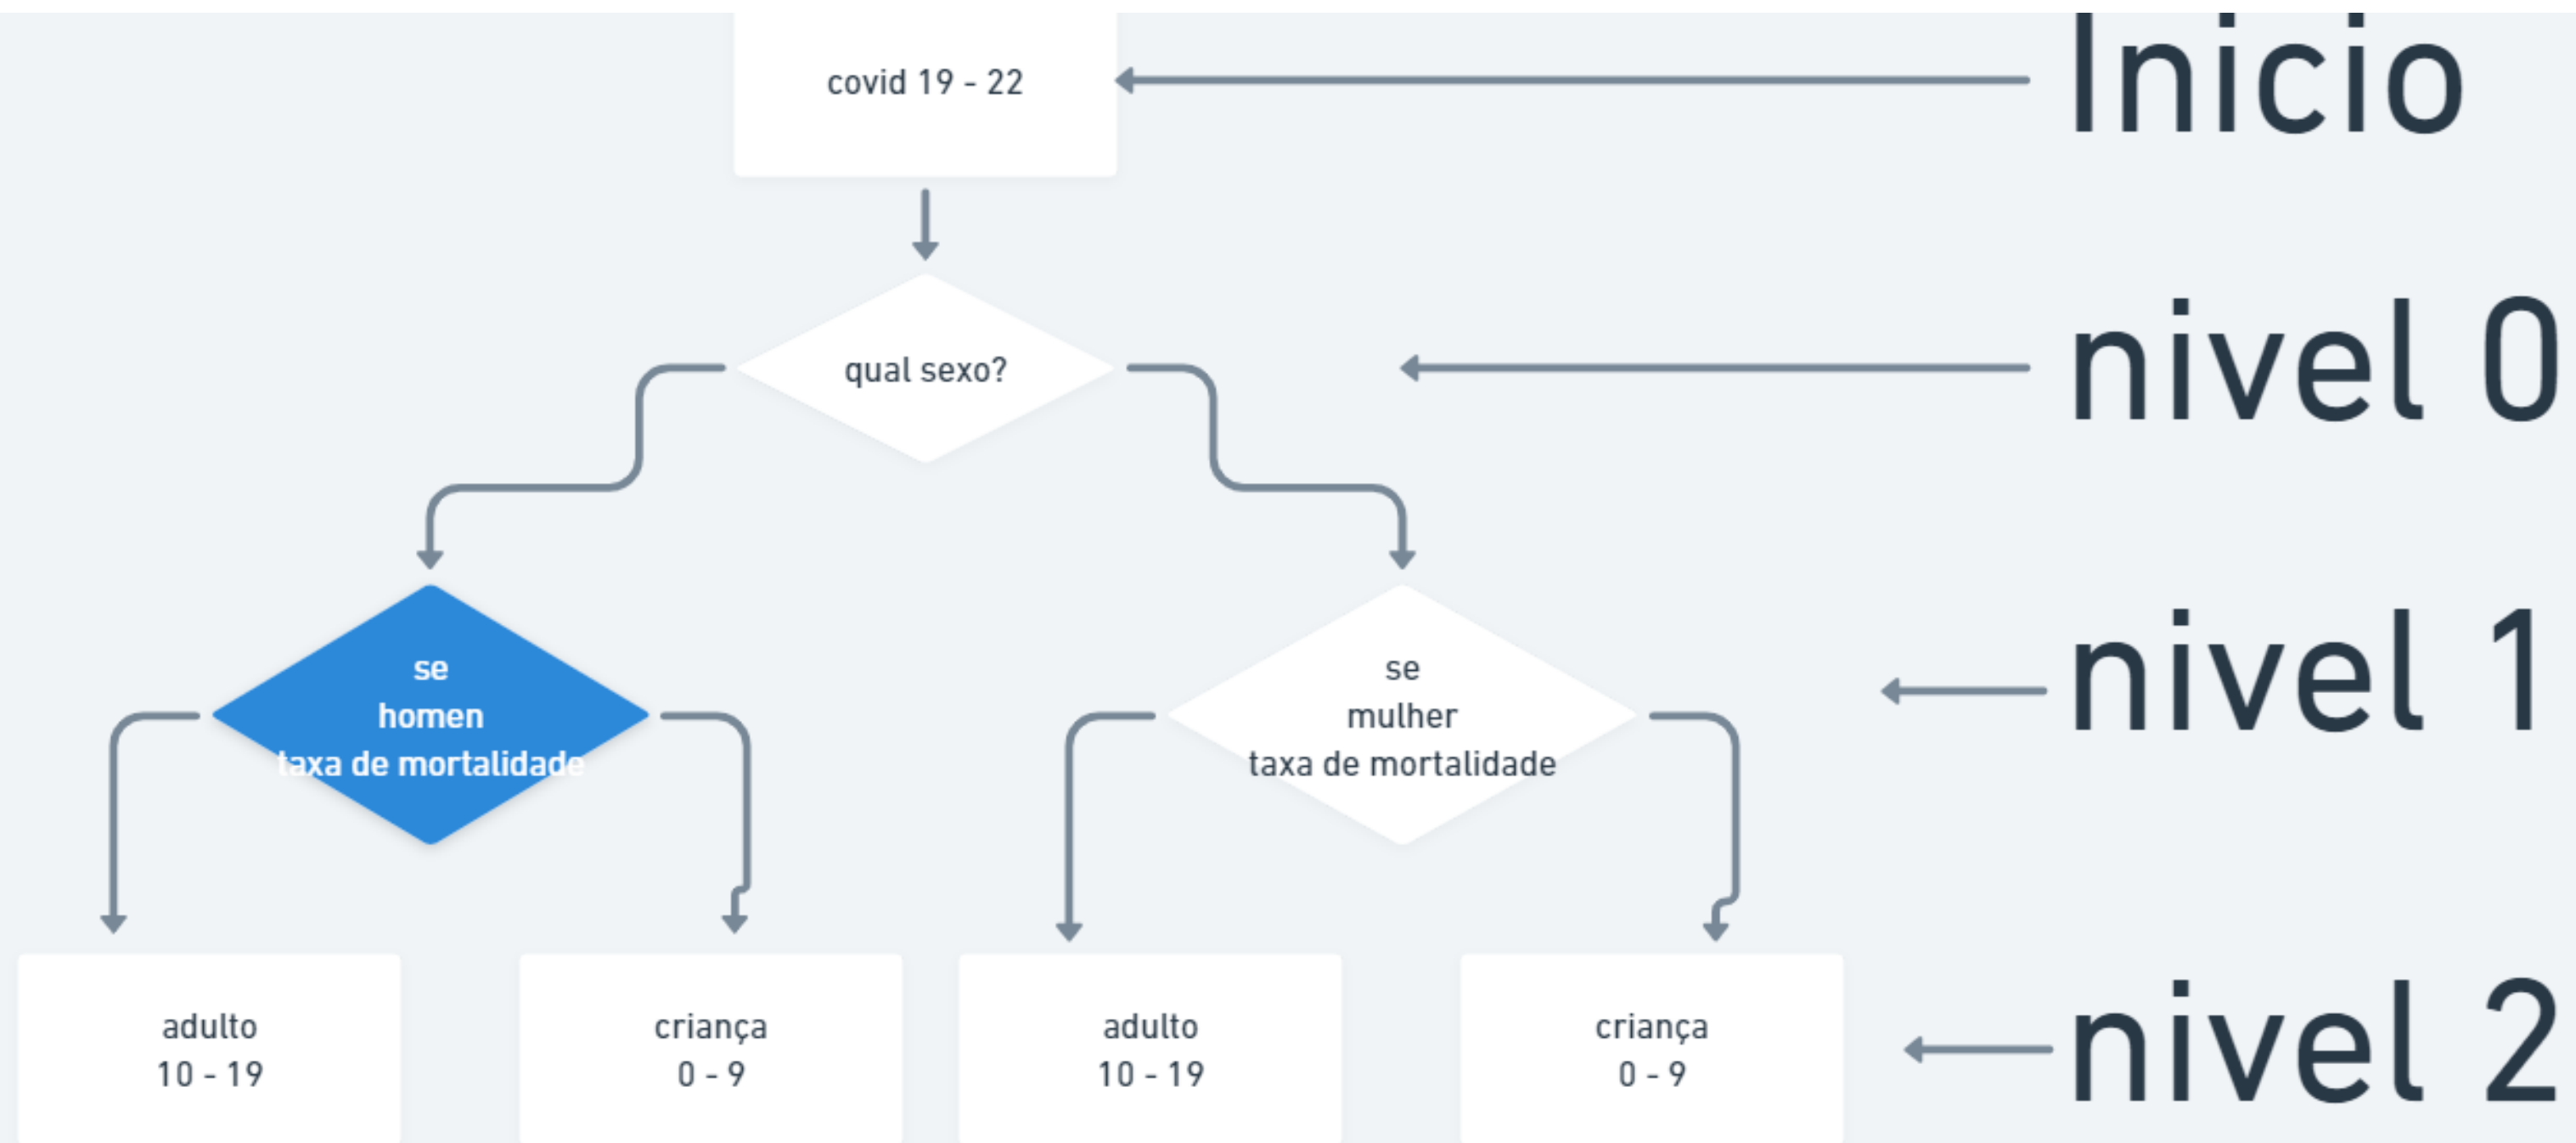 covid 19 - 22
Inicio
qual sexo?
nivel 0
se
homen
taxa de mortalidade
se
mulher
taxa de mortalidade
nivel 1
adulto
10 - 19
criança
0 - 9
adulto
10 - 19
criança
0 - 9
nivel 2